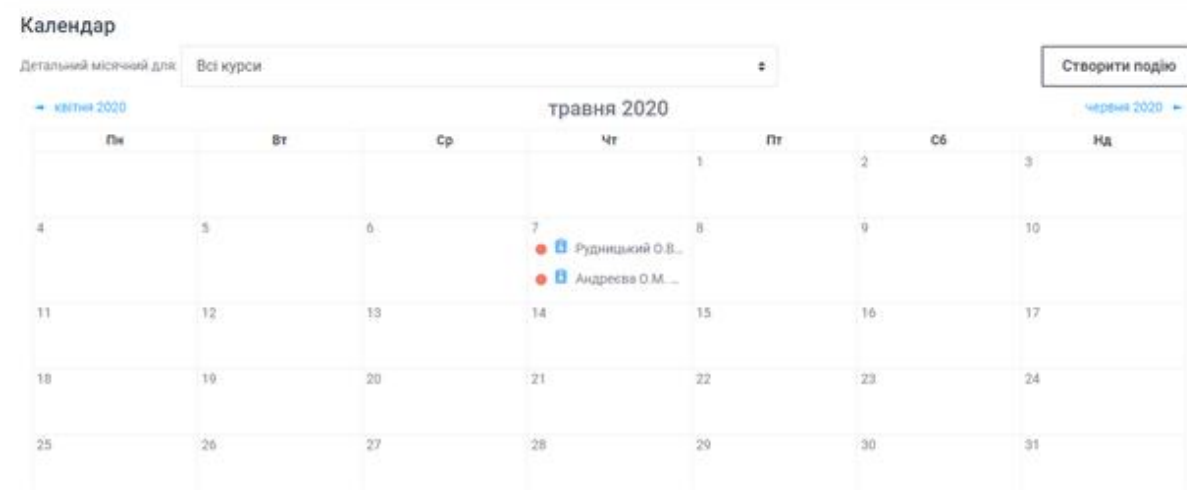 Календар
Детальний місячний для: Всі курси Створити подію
квітня 2020 травня 2020 червня 2020
Пн Вт Ср Чт Пт Сб Нд
1 2 3
4 5 6 7 8 9 10
Рудницький О.В...
Андреєва О.М. ...
11 12 13 14 15 16 17
18 19 20 21 22 23 24
25 26 27 28 29 30 31